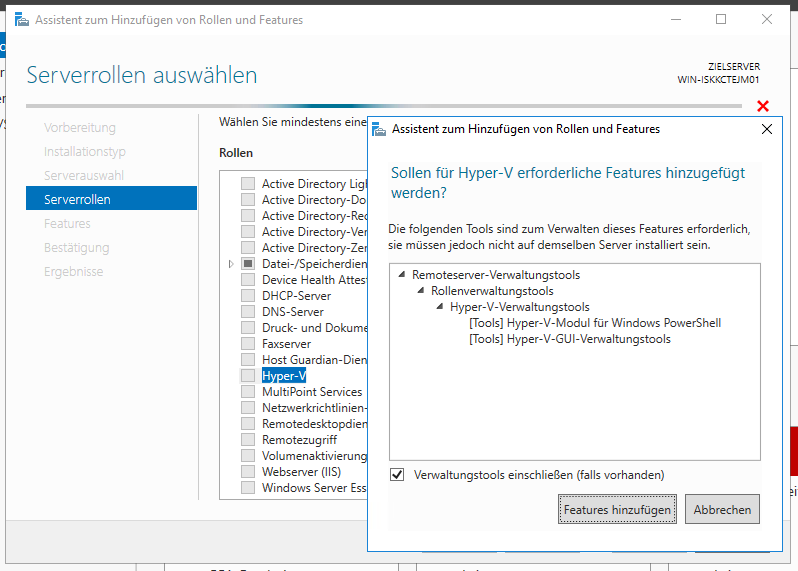 Assistent zum Hinzufügen von Rollen und Features
Serverrollen auswählen
ZIELSERVER
WIN-ISKKCTEJM01
Vorbereitung
Installationstyp
Serverauswahl
Serverrollen
Features
Bestätigung
Ergebnisse
Wählen Sie mindestens eine
Rollen
Active Directory Ligh
Active Directory-Do
Active Directory-Rec
Active Directory-Ver
Active Directory-Zer
Datei-/Speicherdien
Device Health Attest
DHCP-Server
DNS-Server
Druck- und Dokume
Faxserver
Host Guardian-Dien
Hyper-V
MultiPoint Services
Netzwerkrichtlinien-
Remotedesktopdien
Remotezugriff
Volumenaktivierung
Webserver (IIS)
Windows Server Ess
Assistent zum Hinzufügen von Rollen und Features
Sollen für Hyper-V erforderliche Features hinzugefügt
werden?
Die folgenden Tools sind zum Verwalten dieses Features erforderlich,
sie müssen jedoch nicht auf demselben Server installiert sein.
Remoteserver-Verwaltungstools
Rollenverwaltungstools
Hyper-V-Verwaltungstools
[Tools] Hyper-V-Modul für Windows PowerShell
[Tools] Hyper-V-GUI-Verwaltungstools
Verwaltungstools einschließen (falls vorhanden)
Features hinzufügen
Abbrechen